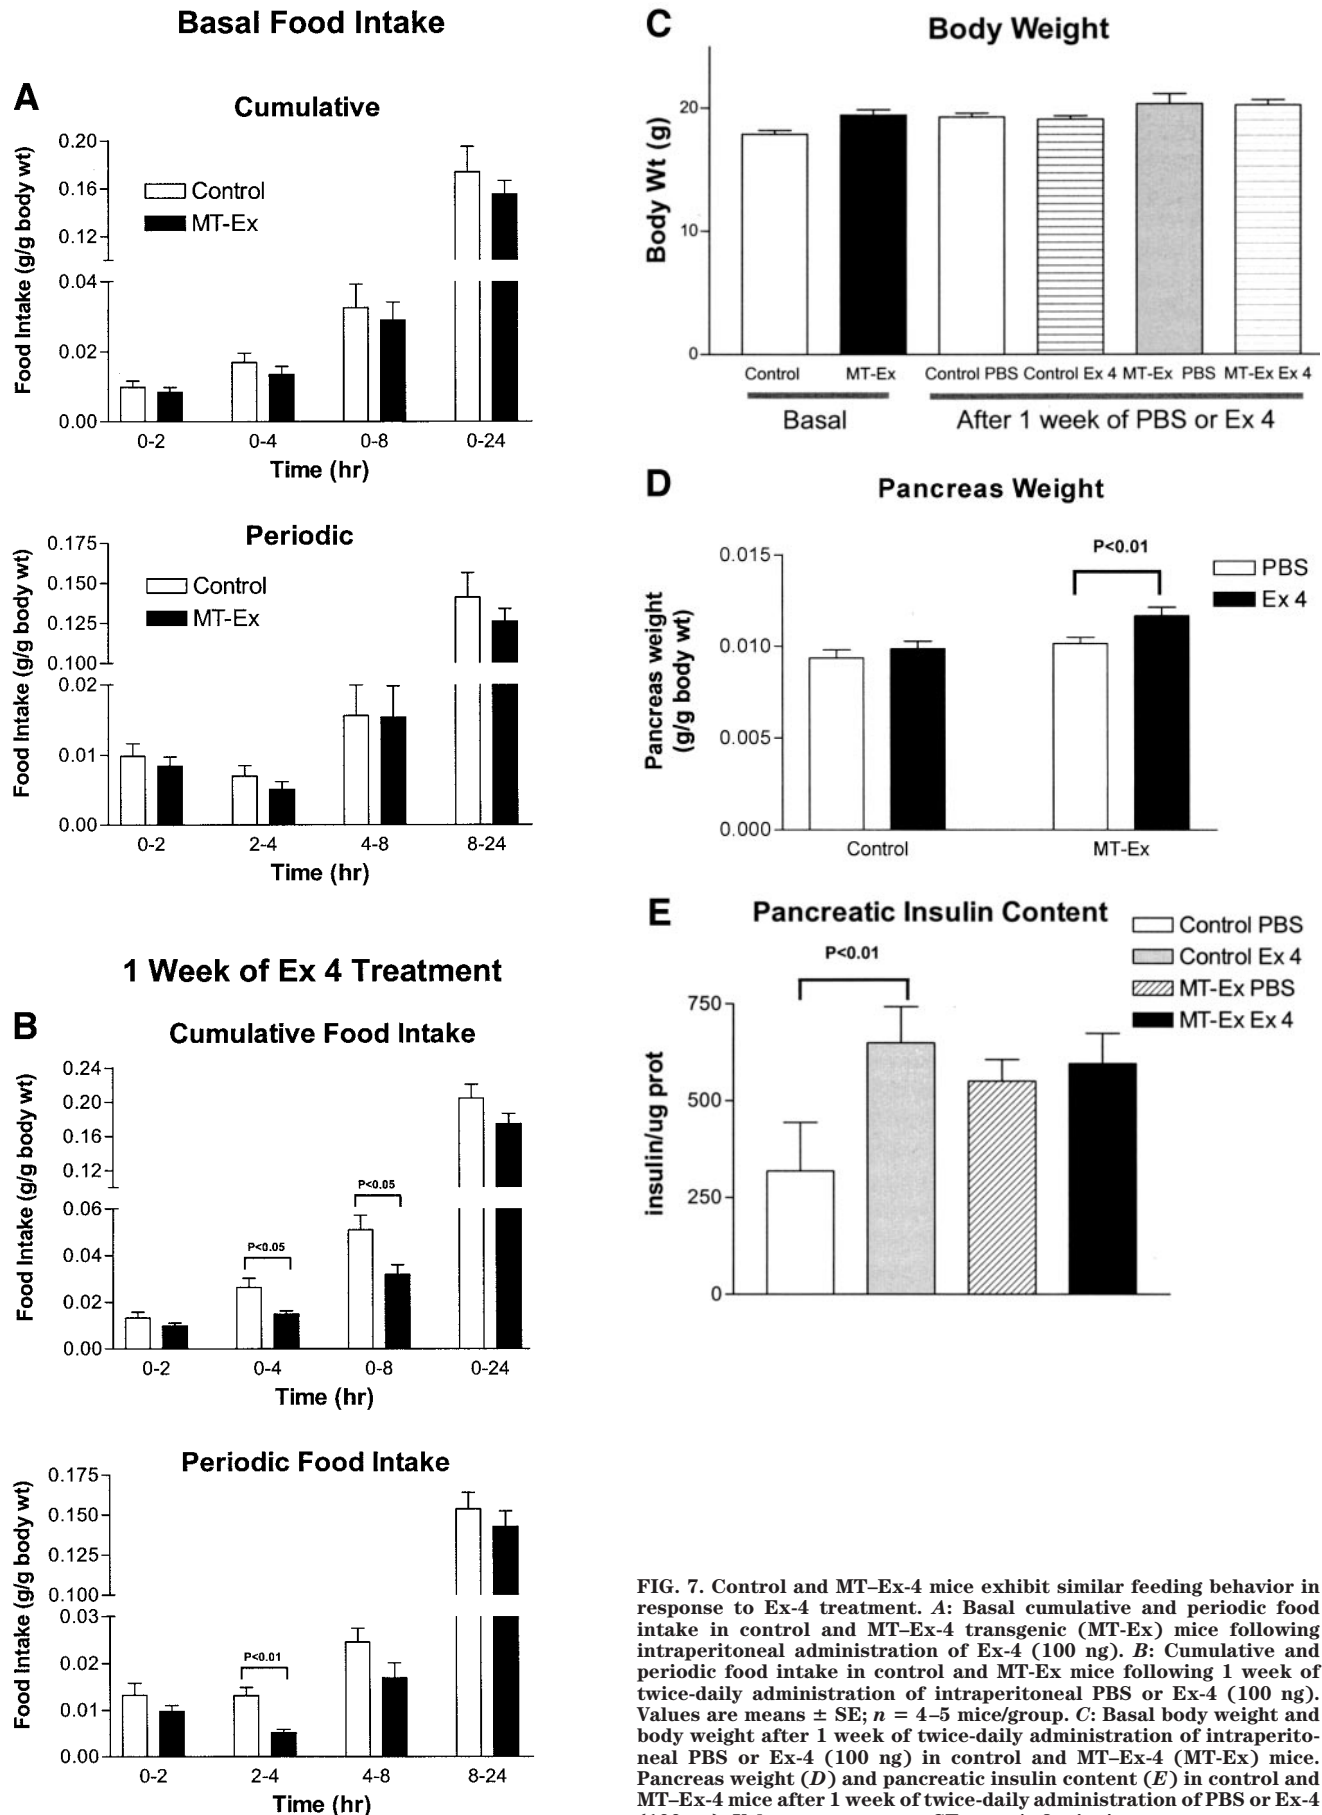 Basal Food Intake
A
Cumulative
Food Intake (g/g body wt)
0.20
0.16
0.12
0.04
0.02
0.00
Control
MT-Ex
0-2
0-4
0-8
0-24
Time (hr)
Periodic
Food Intake (g/g body wt)
0.175
0.150
0.125
0.100
0.02
0.01
0.00
Control
MT-Ex
0-2
2-4
4-8
8-24
Time (hr)
1 Week of Ex 4 Treatment
B
Cumulative Food Intake
Food Intake (g/g body wt)
0.24
0.20
0.16
0.12
0.06
0.04
0.02
0.00
P<0.05
P<0.05
0-2
0-4
0-8
0-24
Time (hr)
Periodic Food Intake
Food Intake (g/g body wt)
0.175
0.150
0.125
0.100
0.03
0.02
0.01
0.00
P<0.01
0-2
2-4
4-8
8-24
Time (hr)
C
Body Weight
Body Wt (g)
20
10
0
Control
MT-Ex
Control PBS
Control Ex 4
MT-Ex PBS
MT-Ex Ex 4
Basal
After 1 week of PBS or Ex 4
D
Pancreas Weight
Pancreas weight
(g/g body wt)
0.015
0.010
0.005
0.000
P<0.01
PBS
Ex 4
Control
MT-Ex
E
Pancreatic Insulin Content
insulin/ug prot
750
500
250
0
P<0.01
Control PBS
Control Ex 4
MT-Ex PBS
MT-Ex Ex 4
FIG. 7. Control and MT–Ex-4 mice exhibit similar feeding behavior in
response to Ex-4 treatment. A: Basal cumulative and periodic food
intake in control and MT–Ex-4 transgenic (MT-Ex) mice following
intraperitoneal administration of Ex-4 (100 ng). B: Cumulative and
periodic food intake in control and MT-Ex mice following 1 week of
twice-daily administration of intraperitoneal PBS or Ex-4 (100 ng).
Values are means ± SE; n = 4–5 mice/group. C: Basal body weight and
body weight after 1 week of twice-daily administration of intraperito-
neal PBS or Ex-4 (100 ng) in control and MT–Ex-4 (MT-Ex) mice.
Pancreas weight (D) and pancreatic insulin content (E) in control and
MT–Ex-4 mice after 1 week of twice-daily administration of PBS or Ex-4